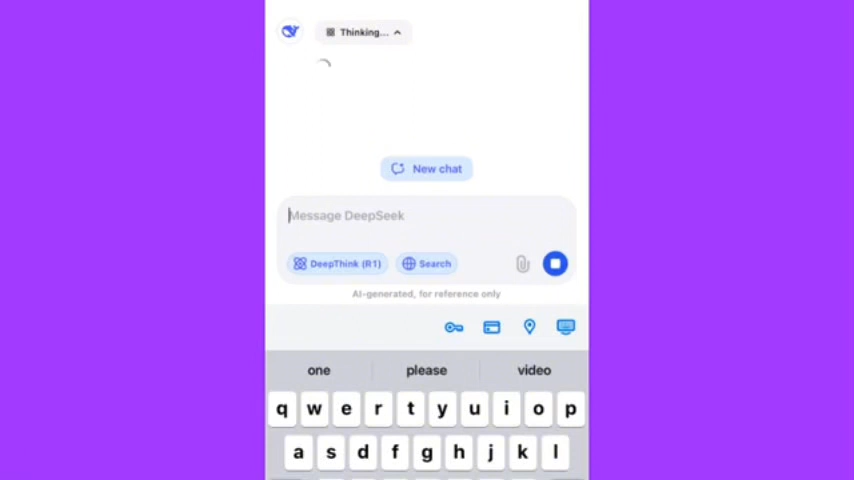 Thinking...
New chat
Message DeepSeek
DeepThink (R1) Search
AI-generated, for reference only
one please video
q w e r t y u i o p
a s d f g h j k l